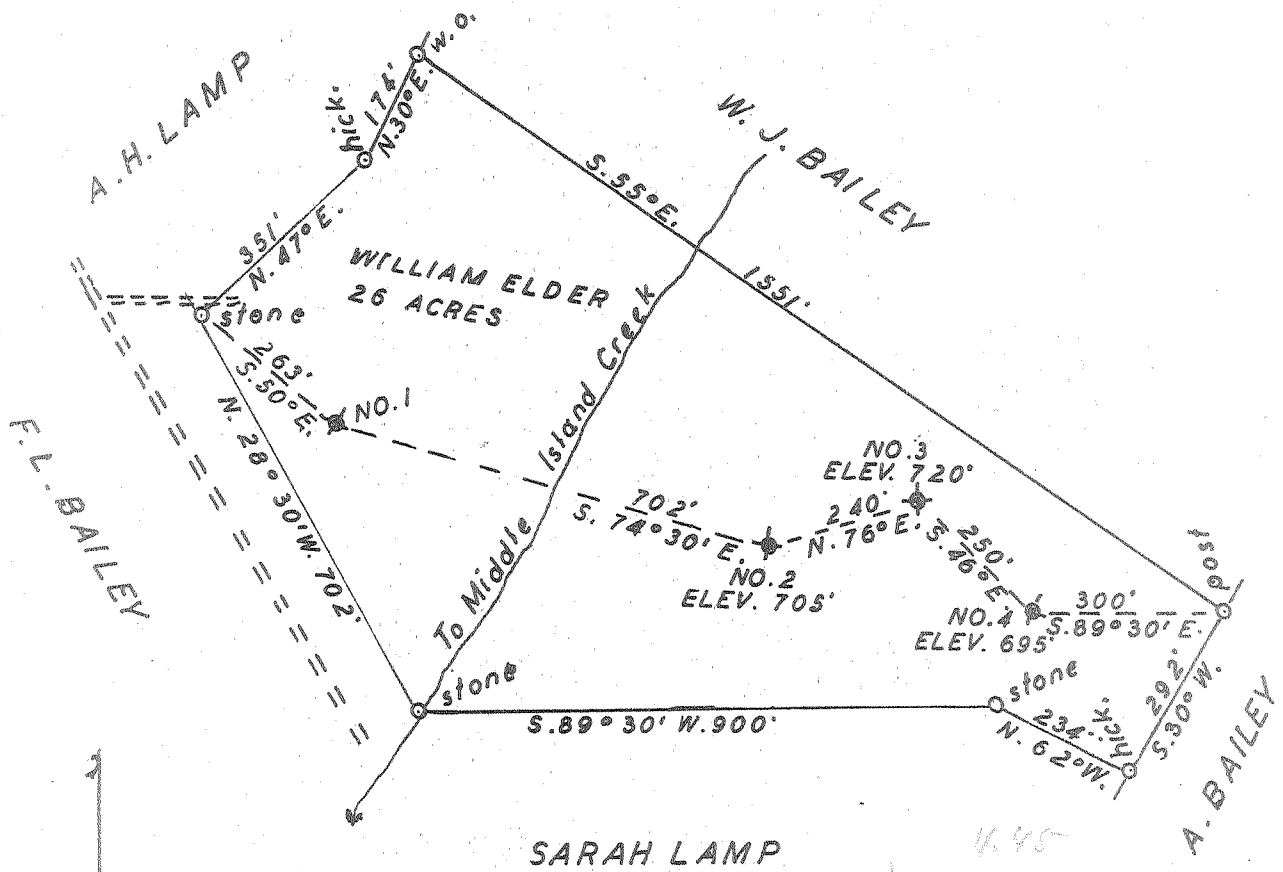 w.o.
A.H. LAMP
hick.
174'
N.30°E.
W. J. BAILEY
S.55°E.
1551'
351'
N.47°E.
WILLIAM ELDER
26 ACRES
stone
263'
S.50°E.
NO.1
F.L. BAILEY
N. 28° 30' W. 702'
To Middle Island Creek
702'
S. 74° 30' E.
NO.2
ELEV. 705'
240'
N.76° E.
NO.3
ELEV. 720'
250'
S.46° E.
NO.4
ELEV. 695'
300'
S.89° 30' E.
post
stone
S.89° 30' W. 900'
stone
234'
N. 62° W.
hick.
292'
S.30° W.
A. BAILEY
SARAH LAMP
4.45